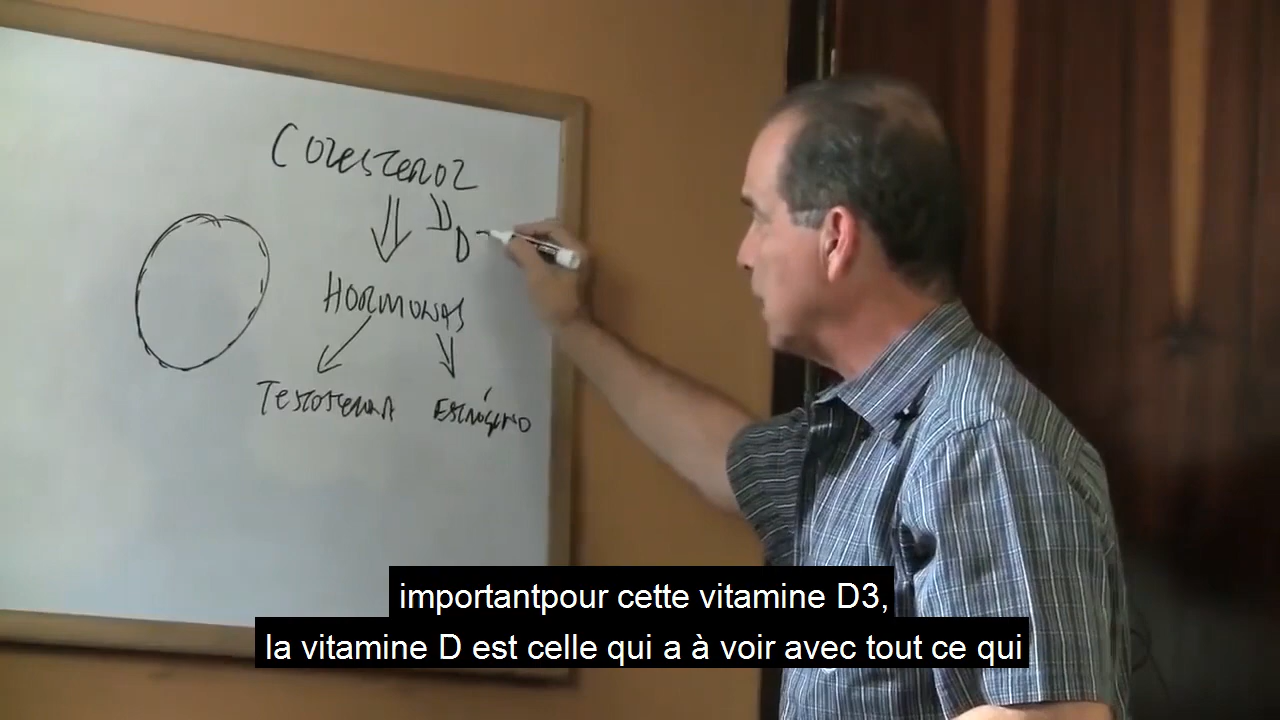 COLESTEROL
D
HORMONAS
TESTOSTERONA ESTRÓGENO
importantpour cette vitamine D3,
la vitamine D est celle qui a à voir avec tout ce qui